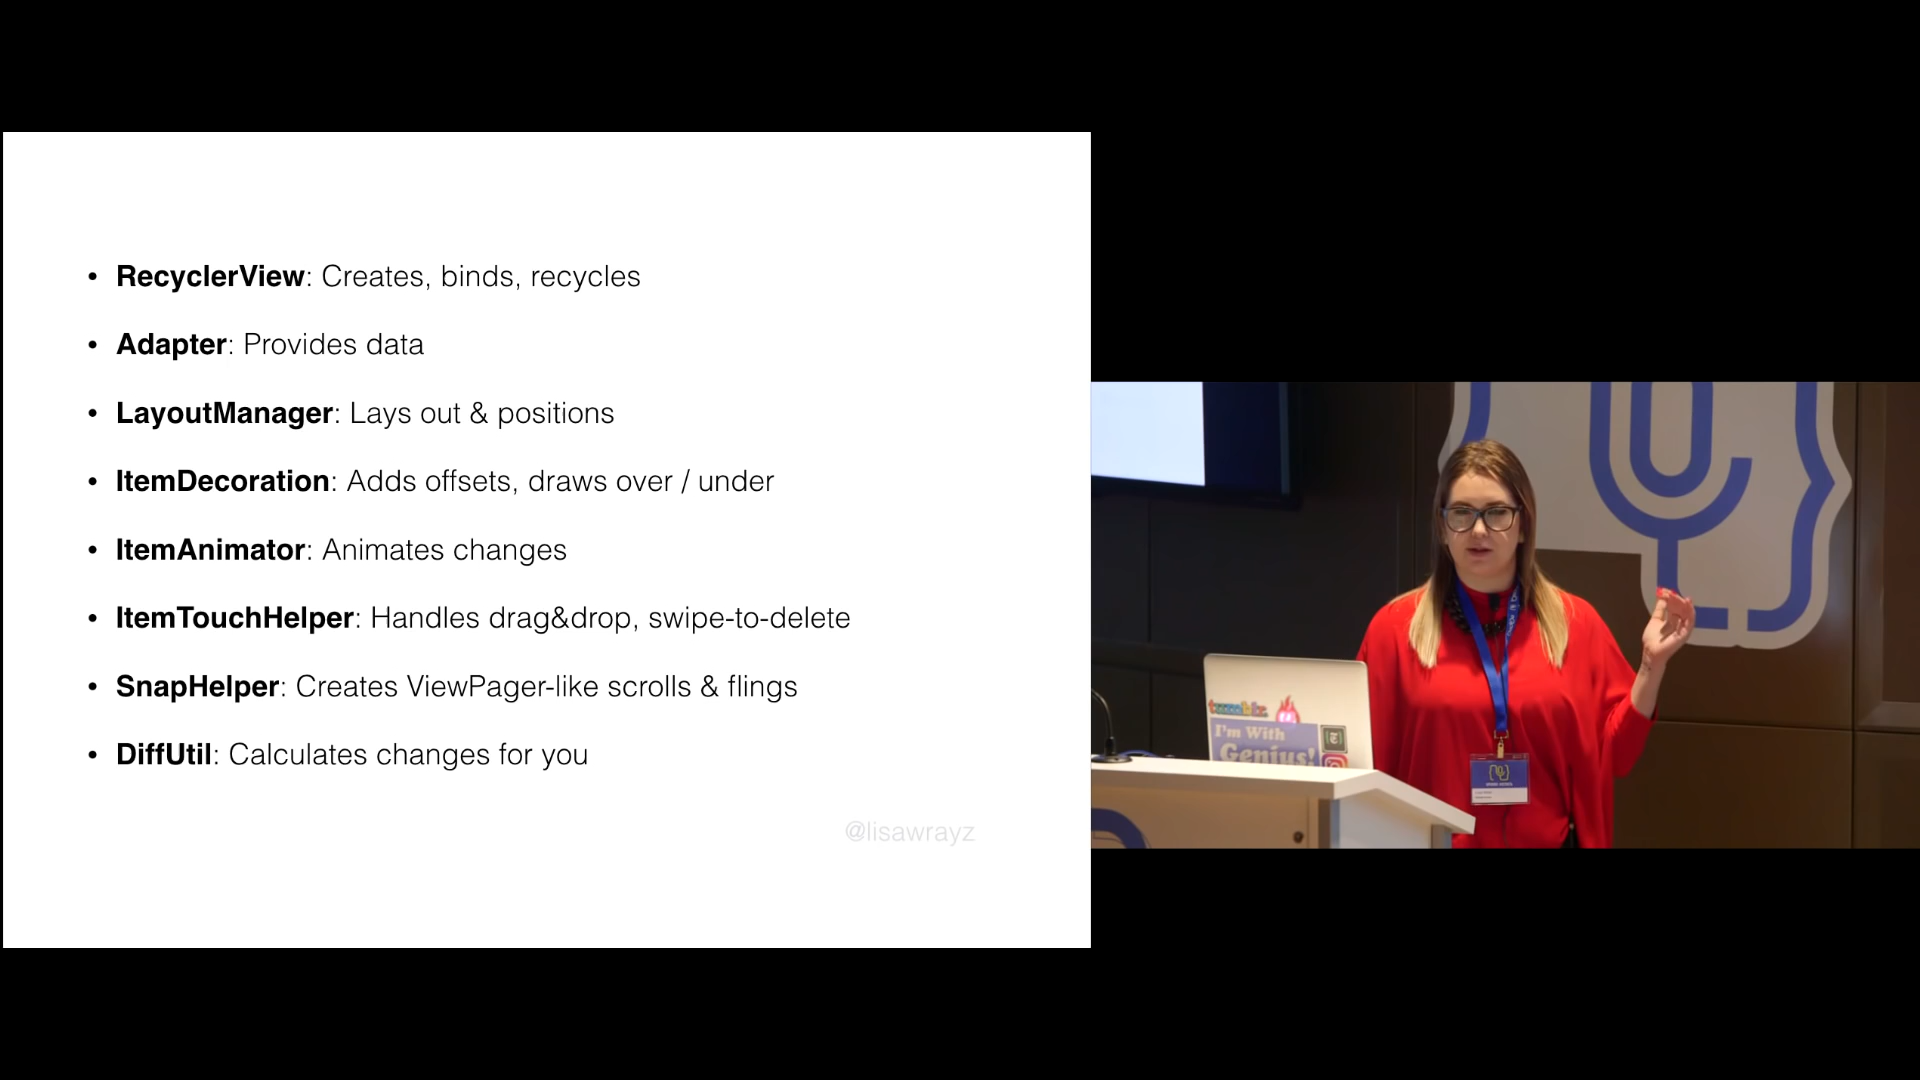 • RecyclerView: Creates, binds, recycles
• Adapter: Provides data
• LayoutManager: Lays out & positions
• ItemDecoration: Adds offsets, draws over / under
• ItemAnimator: Animates changes
• ItemTouchHelper: Handles drag&drop, swipe-to-delete
• SnapHelper: Creates ViewPager-like scrolls & flings
• DiffUtil: Calculates changes for you
@lisawrayz
tumblr
I'm With
Genius!